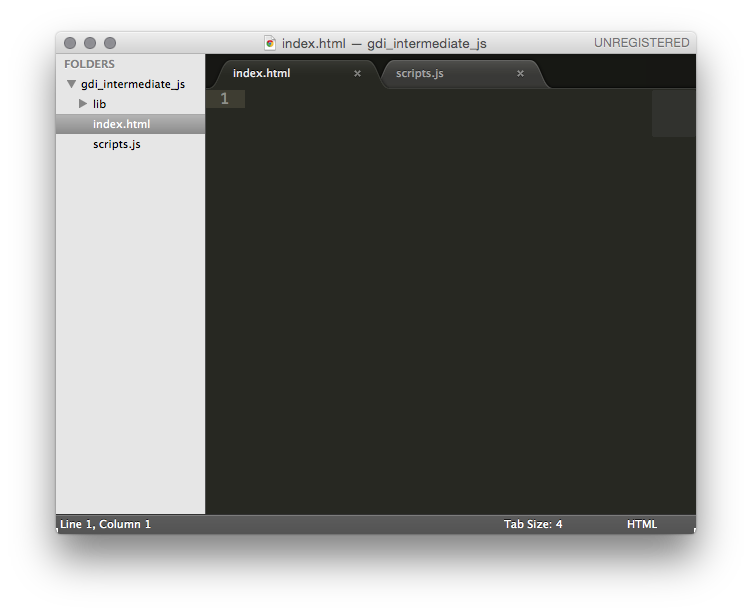 index.html — gdi_intermediate_js UNREGISTERED
FOLDERS
gdi_intermediate_js
lib
index.html
scripts.js
index.html × scripts.js ×
1
Line 1, Column 1 Tab Size: 4 HTML